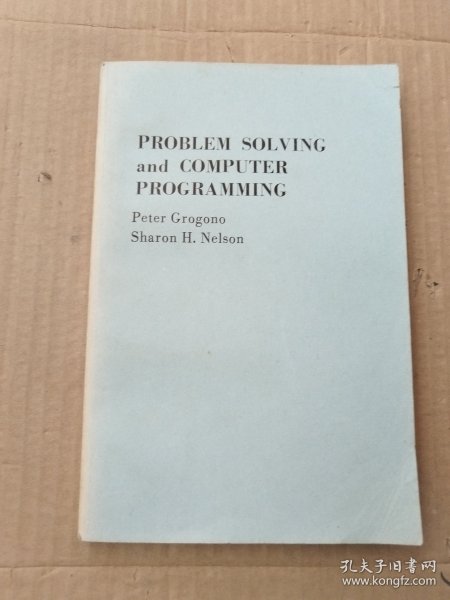 PROBLEM SOLVING
and COMPUTER
PROGRAMMING
Peter Grogono
Sharon H. Nelson
孔夫子旧书网
www.kongfz.com